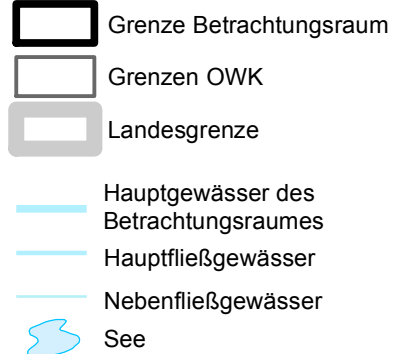 Grenze Betrachtungsraum
Grenzen OWK
Landesgrenze
Hauptgewässer des
Betrachtungsraumes
Hauptfließgewässer
Nebenfließgewässer
See